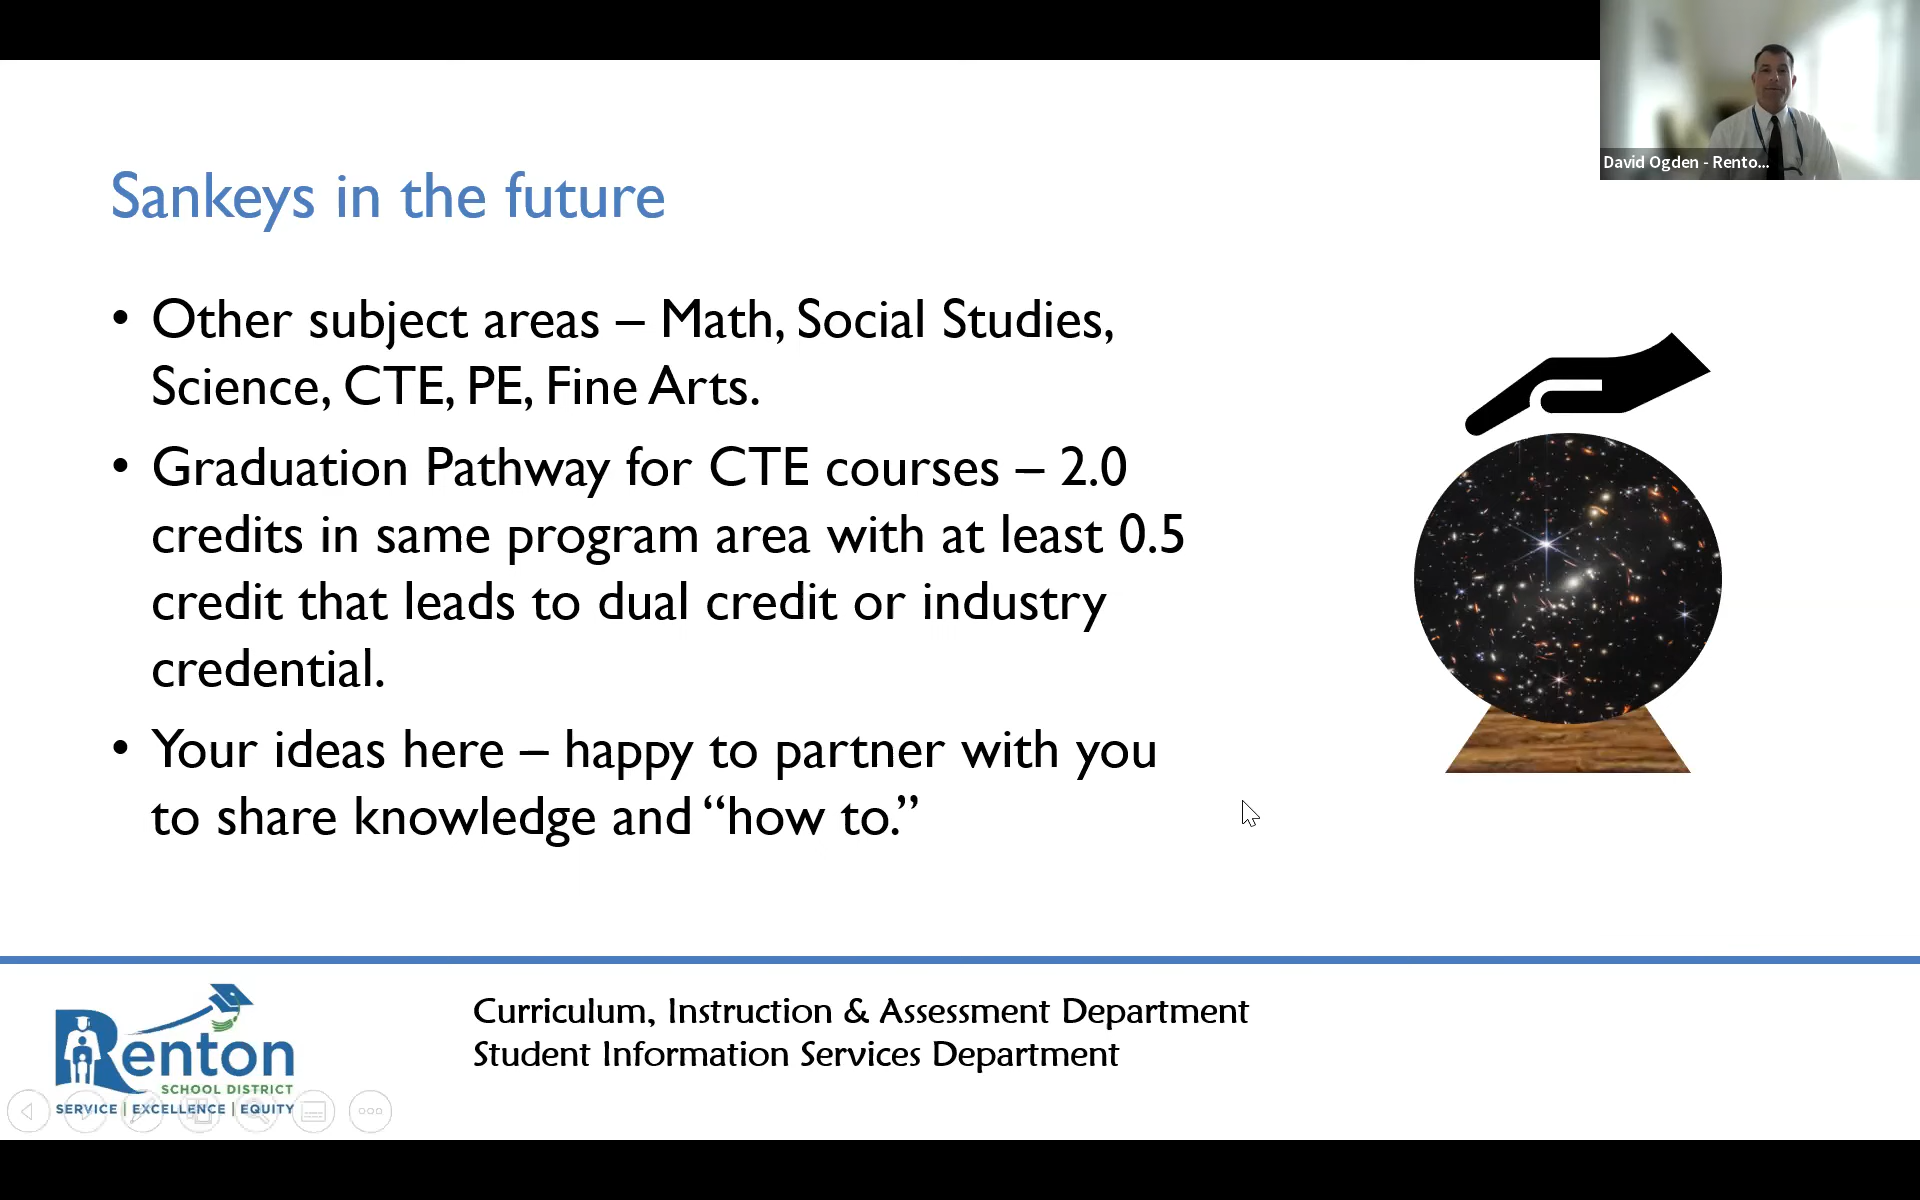 David Ogden - Rento...
Sankeys in the future
• Other subject areas – Math, Social Studies,
Science, CTE, PE, Fine Arts.
• Graduation Pathway for CTE courses – 2.0
credits in same program area with at least 0.5
credit that leads to dual credit or industry
credential.
• Your ideas here – happy to partner with you
to share knowledge and “how to.”
Renton
SCHOOL DISTRICT
SERVICE | EXCELLENCE | EQUITY
Curriculum, Instruction & Assessment Department
Student Information Services Department